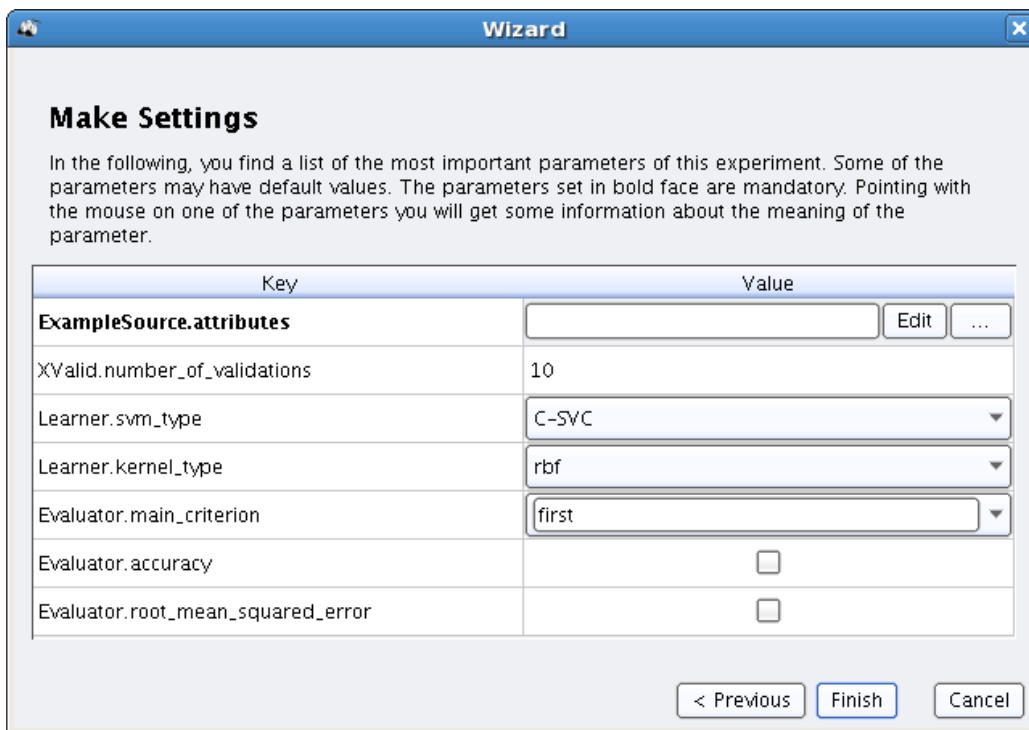 Wizard
Make Settings
In the following, you find a list of the most important parameters of this experiment. Some of the
parameters may have default values. The parameters set in bold face are mandatory. Pointing with
the mouse on one of the parameters you will get some information about the meaning of the
parameter.
Key Value
ExampleSource.attributes Edit ...
XValid.number_of_validations 10
Learner.svm_type C-SVC
Learner.kernel_type rbf
Evaluator.main_criterion first
Evaluator.accuracy
Evaluator.root_mean_squared_error
< Previous Finish Cancel